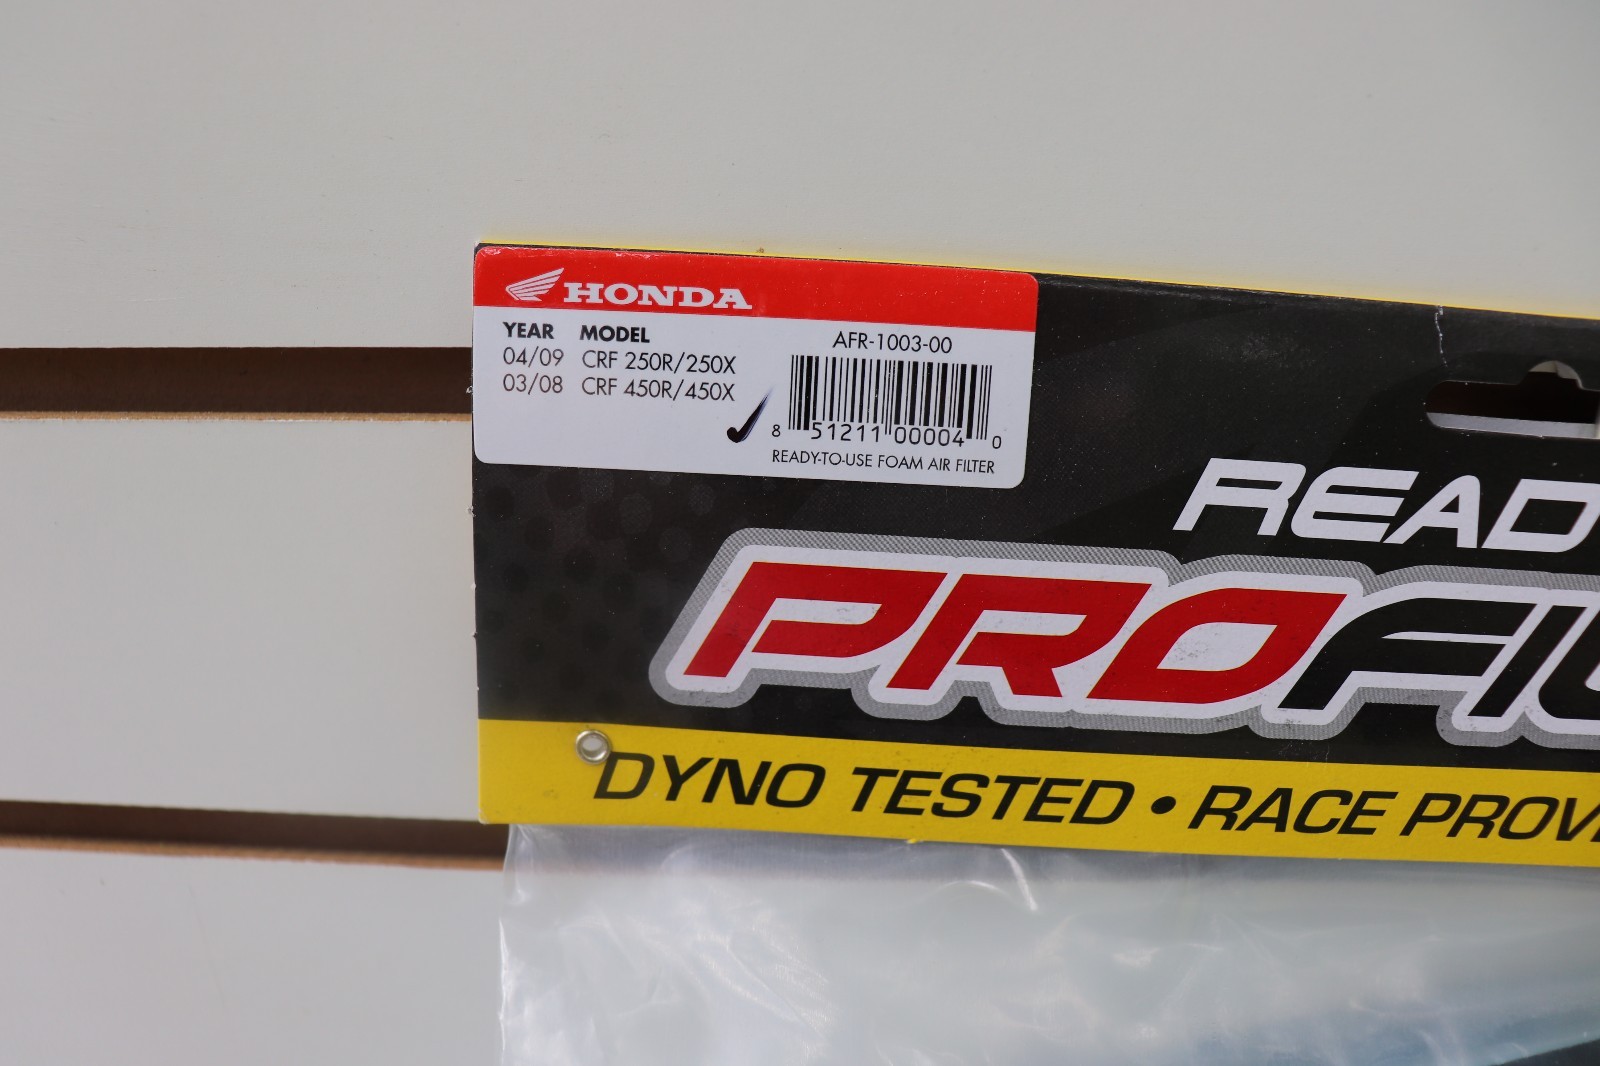 HONDA
YEAR MODEL
04/09 CRF 250R/250X
03/08 CRF 450R/450X
AFR-1003-00
8 51211 00004 0
READY-TO-USE FOAM AIR FILTER
READ
PROFIL
DYNO TESTED • RACE PROV